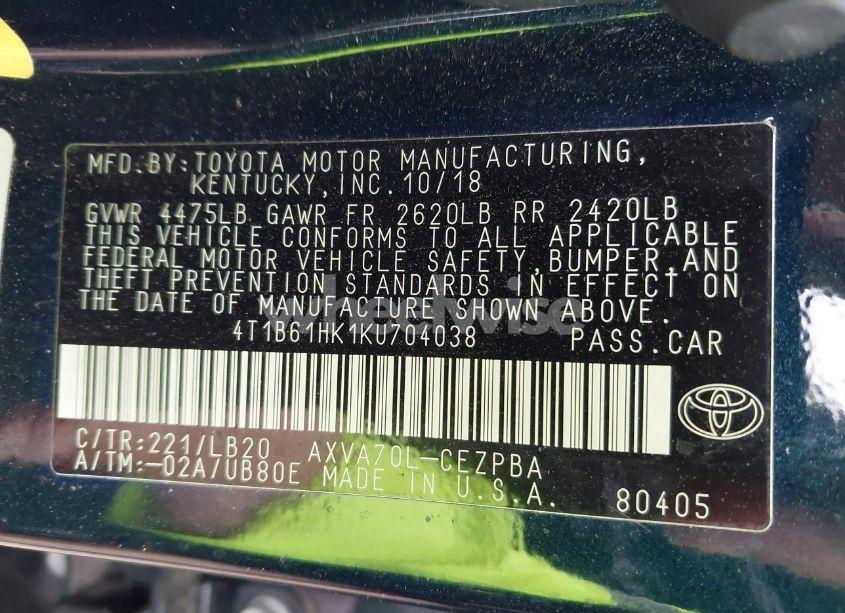 MFD.BY:TOYOTA MOTOR MANUFACTURING,
KENTUCKY,INC.10/18
GVWR 4475LB GAWR FR 2620LB RR 2420LB
THIS VEHICLE CONFORMS TO ALL APPLICABLE
FEDERAL MOTOR VEHICLE SAFETY,BUMPER,AND
THEFT PREVENTION STANDARDS IN EFFECT ON
THE DATE OF MANUFACTURE SHOWN ABOVE.
4T1B61HK1KU704038 PASS.CAR
C/TR:221/LB20 AXVA70L-CEZPBA
A/TM:-02A/UB80E MADE IN U.S.A. 80405